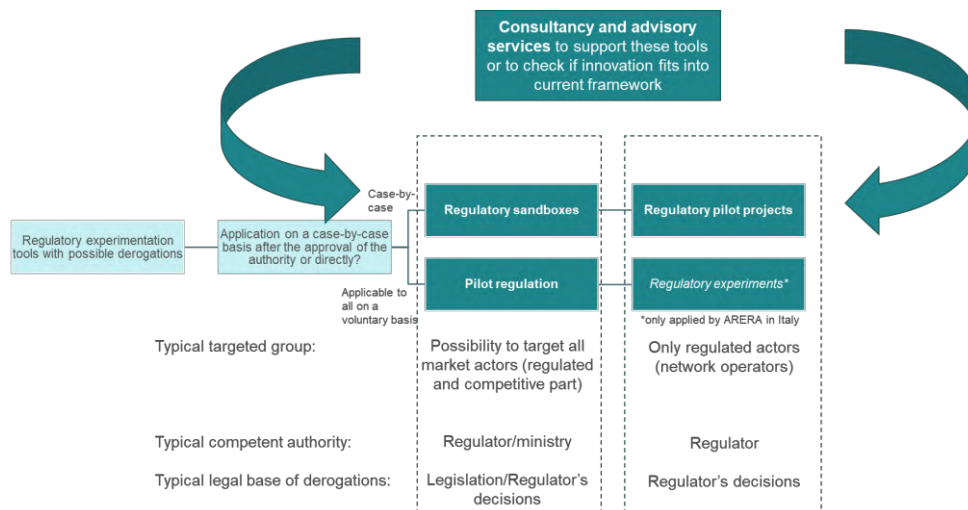 Consultancy and advisory
services to support these tools
or to check if innovation fits into
current framework
Case-by-
case
Regulatory sandboxes
Regulatory pilot projects
Regulatory experimentation
tools with possible derogations
Application on a case-by-case
basis after the approval of the
authority or directly?
Applicable to
all on a
voluntary basis
Pilot regulation
Regulatory experiments*
*only applied by ARERA in Italy
Typical targeted group:
Possibility to target all
market actors (regulated
and competitive part)
Only regulated actors
(network operators)
Typical competent authority:
Regulator/ministry
Regulator
Typical legal base of derogations:
Legislation/Regulator's
decisions
Regulator's decisions